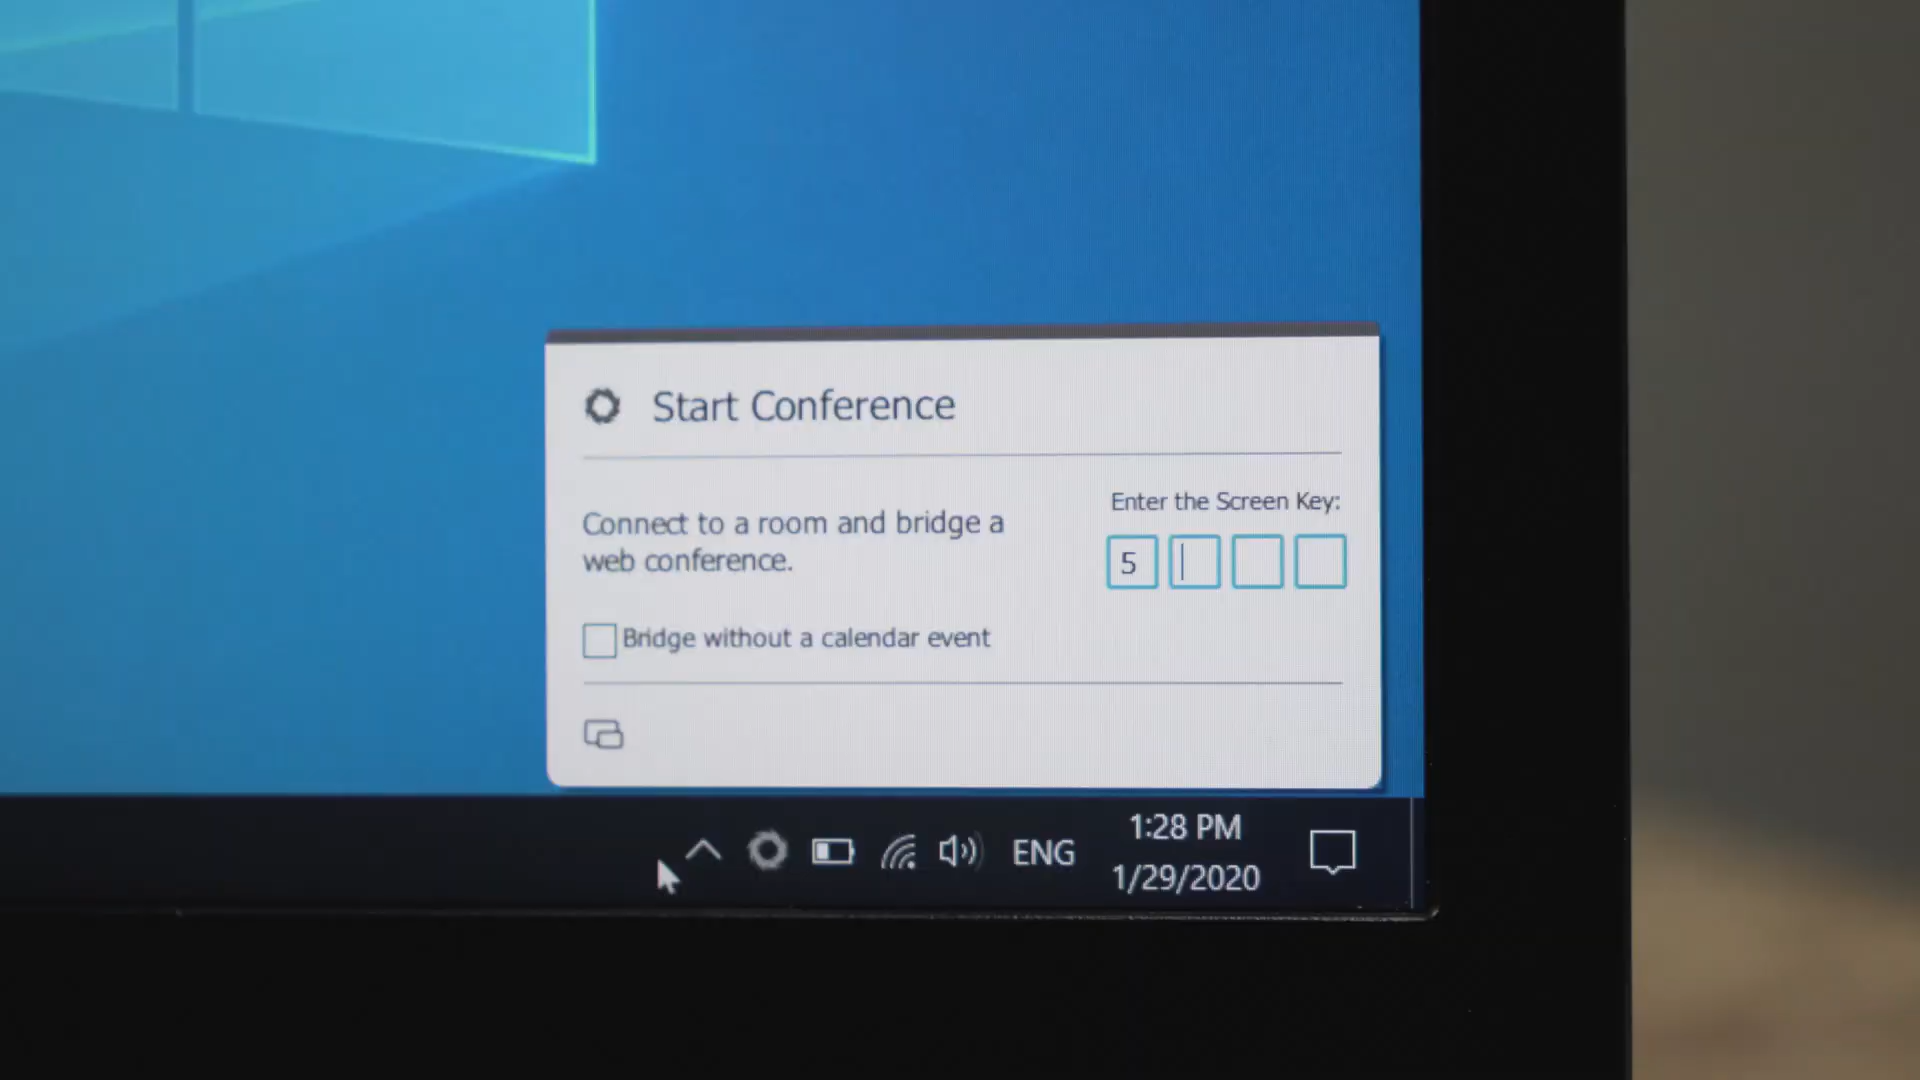 Start Conference
Enter the Screen Key:
Connect to a room and bridge a
web conference.
5
Bridge without a calendar event
ENG
1:28 PM
1/29/2020